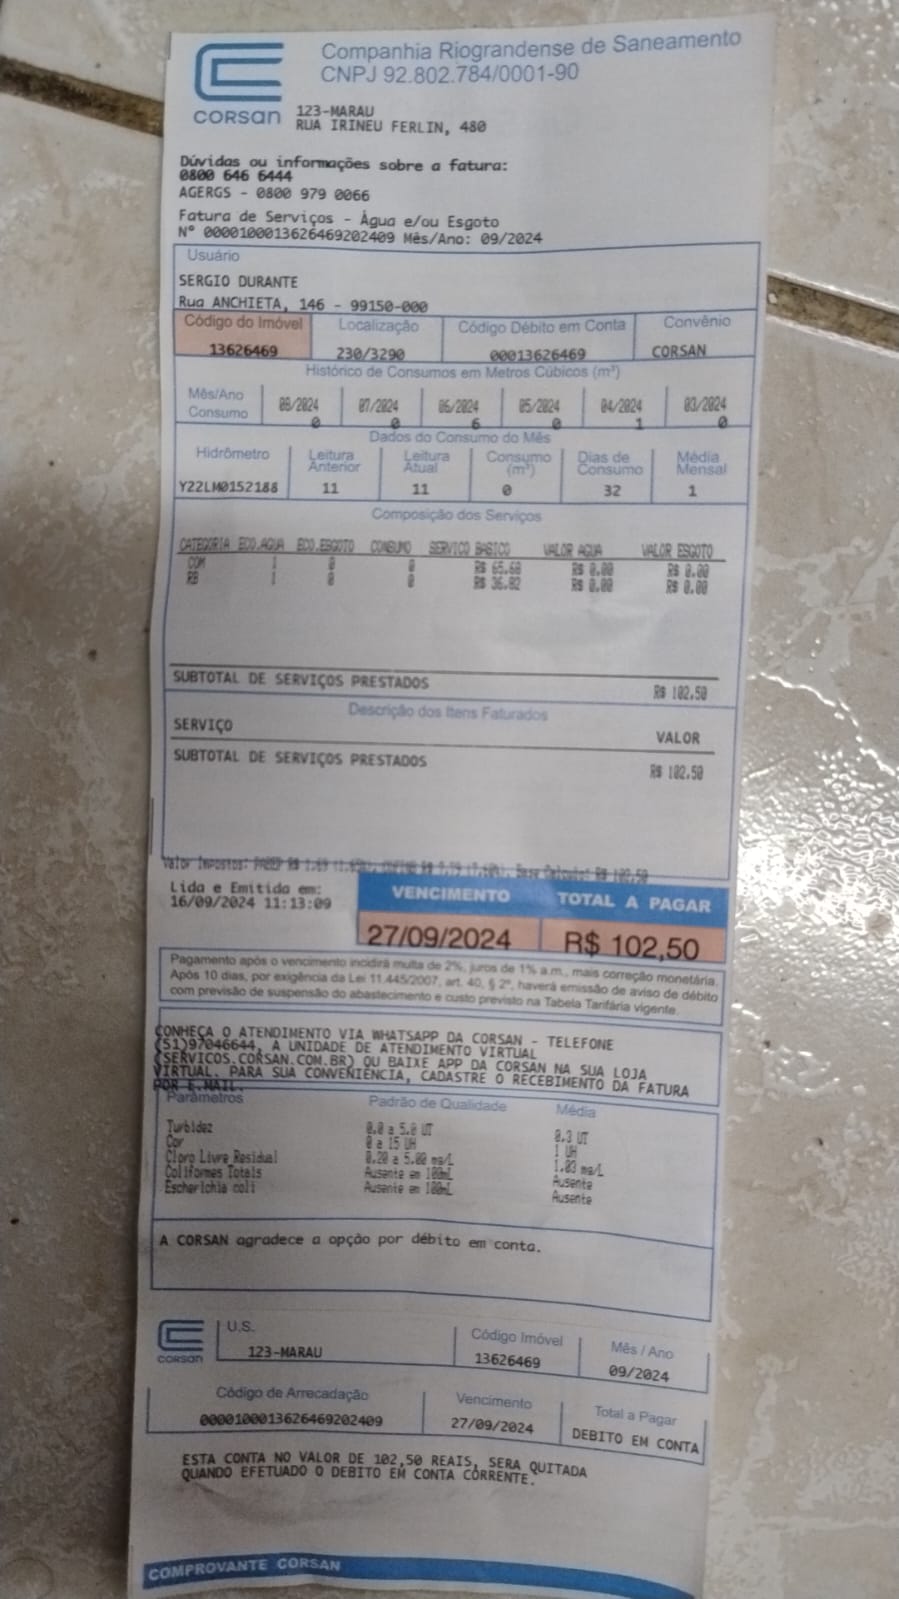 CORSAN
Companhia Riograndense de Saneamento
CNPJ 92.802.784/0001-90
123-MARAU
RUA IRINEU FERLIN, 480
Dúvidas ou informações sobre a fatura:
0800 646 6444
AGERGS - 0800 979 0066
Fatura de Serviços - Água e/ou Esgoto
Nº 0000100013626469202409 Mês/Ano: 09/2024
Usuário
SERGIO DURANTE
Rua ANCHIETA, 146 - 99150-000
Código do Imóvel Localização Código Débito em Conta Convênio
13626469 230/3290 00013626469 CORSAN
Histórico de Consumos em Metros Cúbicos (m³)
Mês/Ano 08/2024 07/2024 06/2024 05/2024 04/2024 03/2024
Consumo 0 0 6 0 1 0
Dados do Consumo do Mês
Hidrômetro Leitura Anterior Leitura Atual Consumo (m³) Dias de Consumo Média Mensal
Y22LM0152188 11 11 0 32 1
Composição dos Serviços
CATEGORIA ECO.AGUA ECO.ESGOTO CONSUMO SERVICO BASICO VALOR AGUA VALOR ESGOTO
COM 1 0 0 R$ 65.68 R$ 0.00 R$ 0.00
RB 1 0 0 R$ 36.82 R$ 0.00 R$ 0.00
SUBTOTAL DE SERVIÇOS PRESTADOS R$ 102.50
Descrição dos Itens Faturados
SERVIÇO VALOR
SUBTOTAL DE SERVIÇOS PRESTADOS R$ 102.50
Valor Impostos:
Lida e Emitida em:
16/09/2024 11:13:09
VENCIMENTO TOTAL A PAGAR
27/09/2024 R$ 102,50
Pagamento após o vencimento incidirá multa de 2%, juros de 1% a.m., mais correção monetária.
Após 10 dias, por exigência da Lei 11.445/2007, art. 40, § 2º, haverá emissão de aviso de débito
com previsão de suspensão do abastecimento e custo previsto na Tabela Tarifária vigente.
CONHEÇA O ATENDIMENTO VIA WHATSAPP DA CORSAN - TELEFONE
(51)97046644, A UNIDADE DE ATENDIMENTO VIRTUAL
(SERVICOS.CORSAN.COM.BR) OU BAIXE APP DA CORSAN NA SUA LOJA
VIRTUAL. PARA SUA CONVENIÊNCIA, CADASTRE O RECEBIMENTO DA FATURA
POR E.MAIL.
Parâmetros Padrão de Qualidade Média
Turbidez 0.0 a 5.0 UT 0.3 UT
Cor 0 a 15 UH 1 UH
Cloro Livre Residual 0.20 a 5.00 mg/L 1.03 mg/L
Coliformes Totais Ausente em 100mL Ausente
Escherichia coli Ausente em 100mL Ausente
A CORSAN agradece a opção por débito em conta.
CORSAN
U.S. Código Imóvel Mês / Ano
123-MARAU 13626469 09/2024
Código de Arrecadação Vencimento Total a Pagar
0000100013626469202409 27/09/2024 DEBITO EM CONTA
ESTA CONTA NO VALOR DE 102,50 REAIS, SERA QUITADA
QUANDO EFETUADO O DEBITO EM CONTA CORRENTE.
COMPROVANTE CORSAN